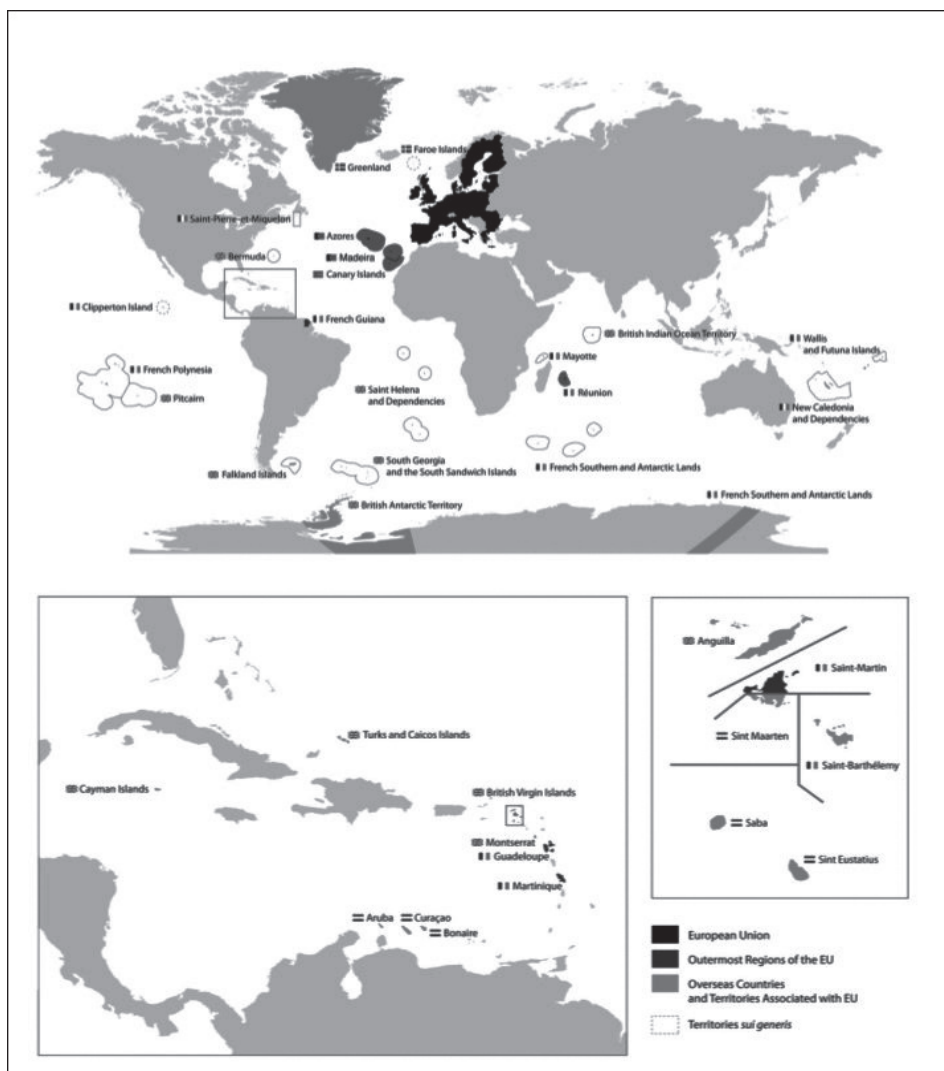 Faroe Islands
Greenland
Saint-Pierre-et-Miquelon
Azores
Bermuda
Madeira
Canary Islands
Clipperton Island
French Guiana
British Indian Ocean Territory
Wallis
and Futuna Islands
Mayotte
French Polynesia
Saint Helena
and Dependencies
Réunion
Pitcairn
New Caledonia
and Dependencies
South Georgia
and the South Sandwich Islands
French Southern and Antarctic Lands
Falkland Islands
French Southern and Antarctic Lands
British Antarctic Territory
Turks and Caicos Islands
Cayman Islands
British Virgin Islands
Montserrat
Guadeloupe
Martinique
Aruba
Curaçao
Bonaire
Anguilla
Saint-Martin
Sint Maarten
Saint-Barthélemy
Saba
Sint Eustatius
European Union
Outermost Regions of the EU
Overseas Countries
and Territories Associated with EU
Territories sui generis